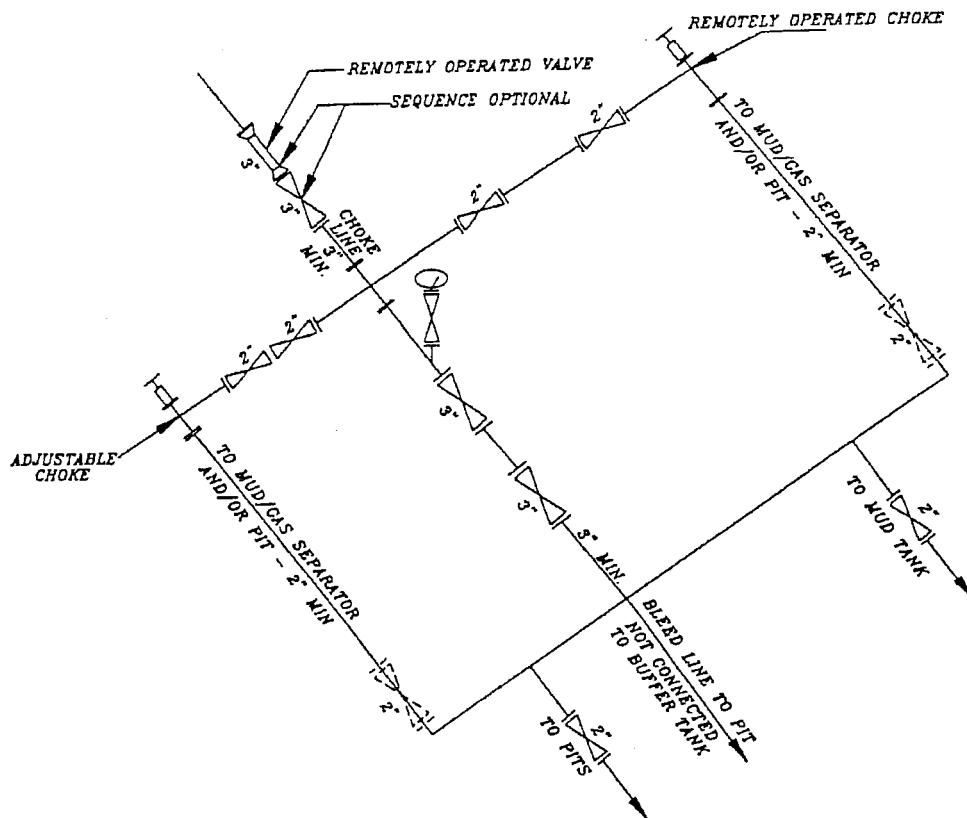 REMOTELY OPERATED CHOKE
REMOTELY OPERATED VALVE
SEQUENCE OPTIONAL
3"
3"
CHOKE
LINE
3"
MIN.
2"
2"
TO MUD/GAS SEPARATOR
AND/OR PIT - 2" MIN
2"
2"
2"
ADJUSTABLE
CHOKE
TO MUD/GAS SEPARATOR
AND/OR PIT - 2" MIN
2"
3"
3"
3" MIN.
2"
TO MUD TANK
BLEED LINE TO PIT
NOT CONNECTED
TO BUFFER TANK
2"
TO PITS